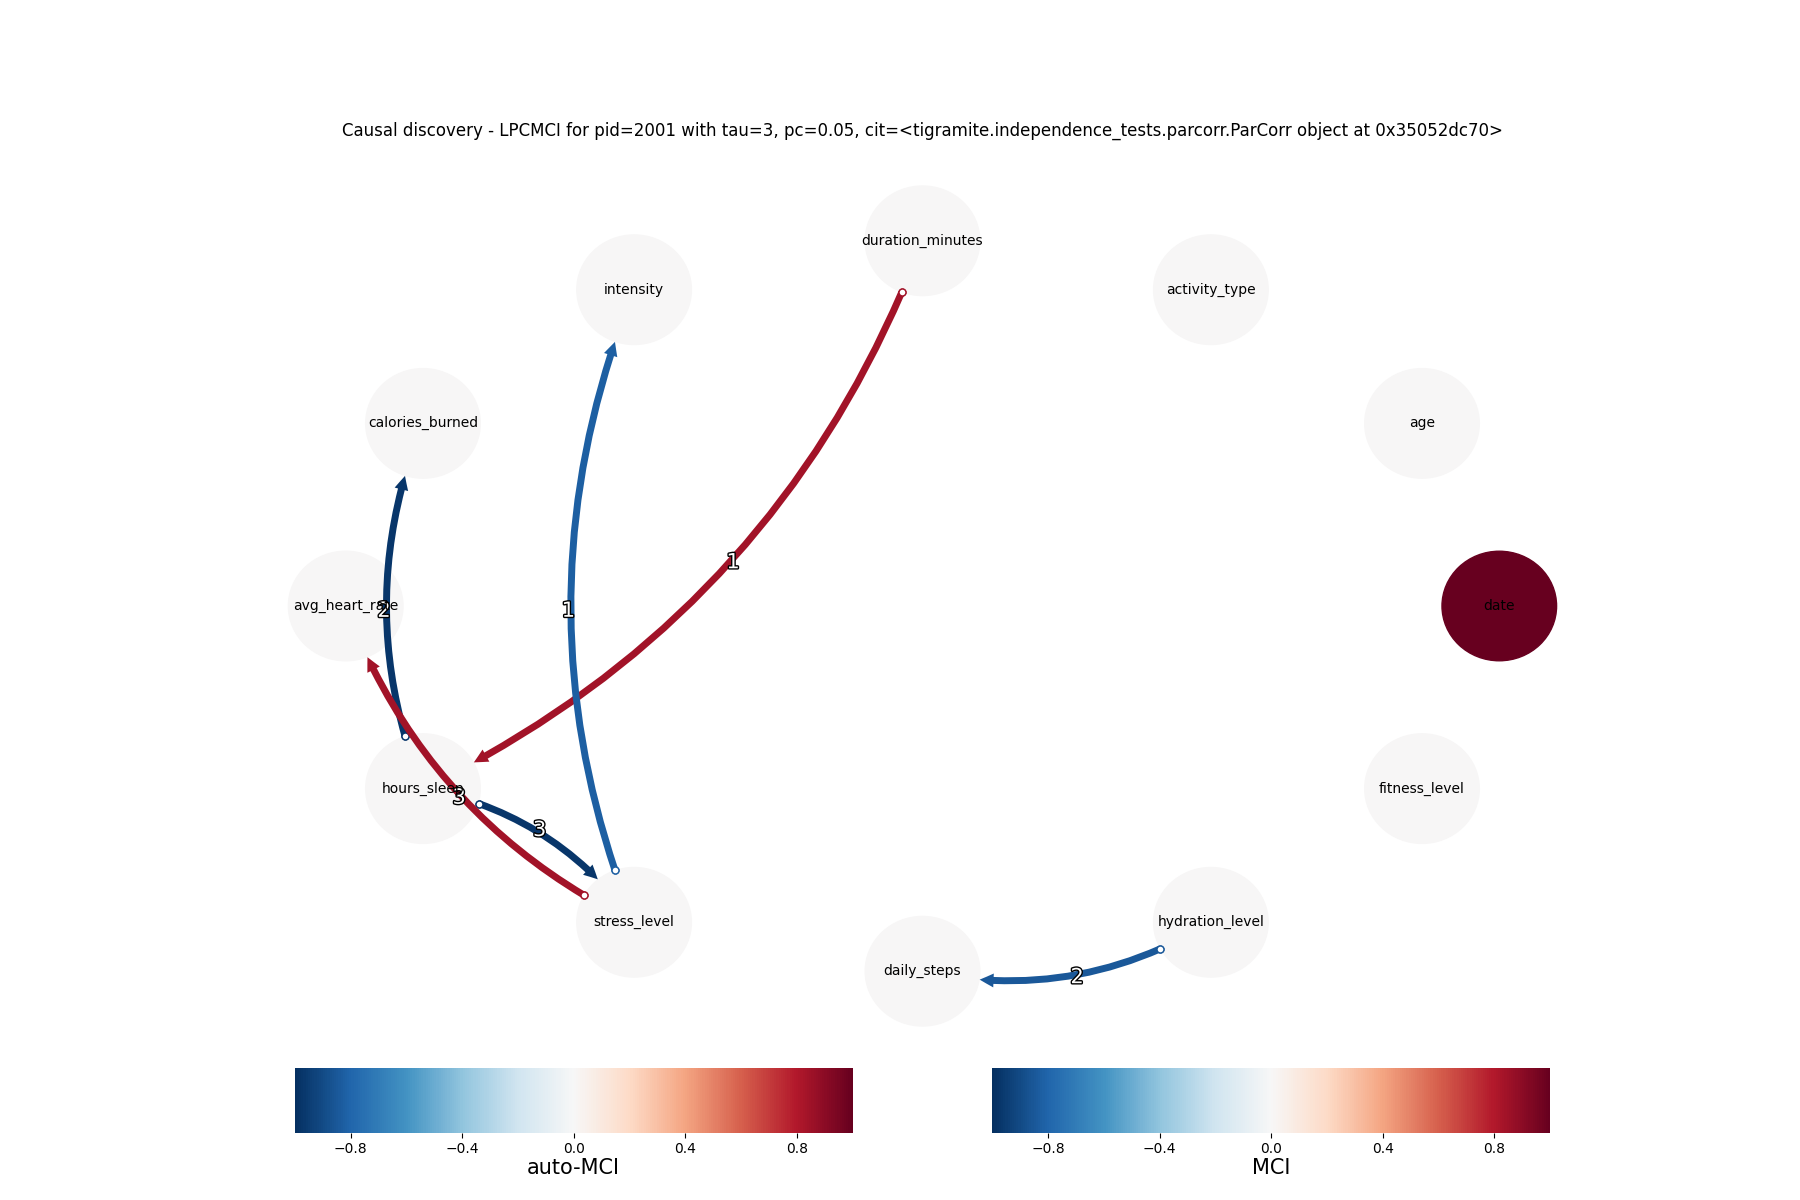 Causal discovery - LPCMCI for pid=2001 with tau=3, pc=0.05, cit=<tigramite.independence_tests.parcorr.ParCorr object at 0x35052dc70>
duration_minutes
intensity
activity_type
calories_burned
age
1
avg_heart_rate
2
1
date
hours_sleep
3
3
fitness_level
stress_level
hydration_level
daily_steps
2
−0.8 −0.4 0.0 0.4 0.8
auto-MCI
−0.8 −0.4 0.0 0.4 0.8
MCI